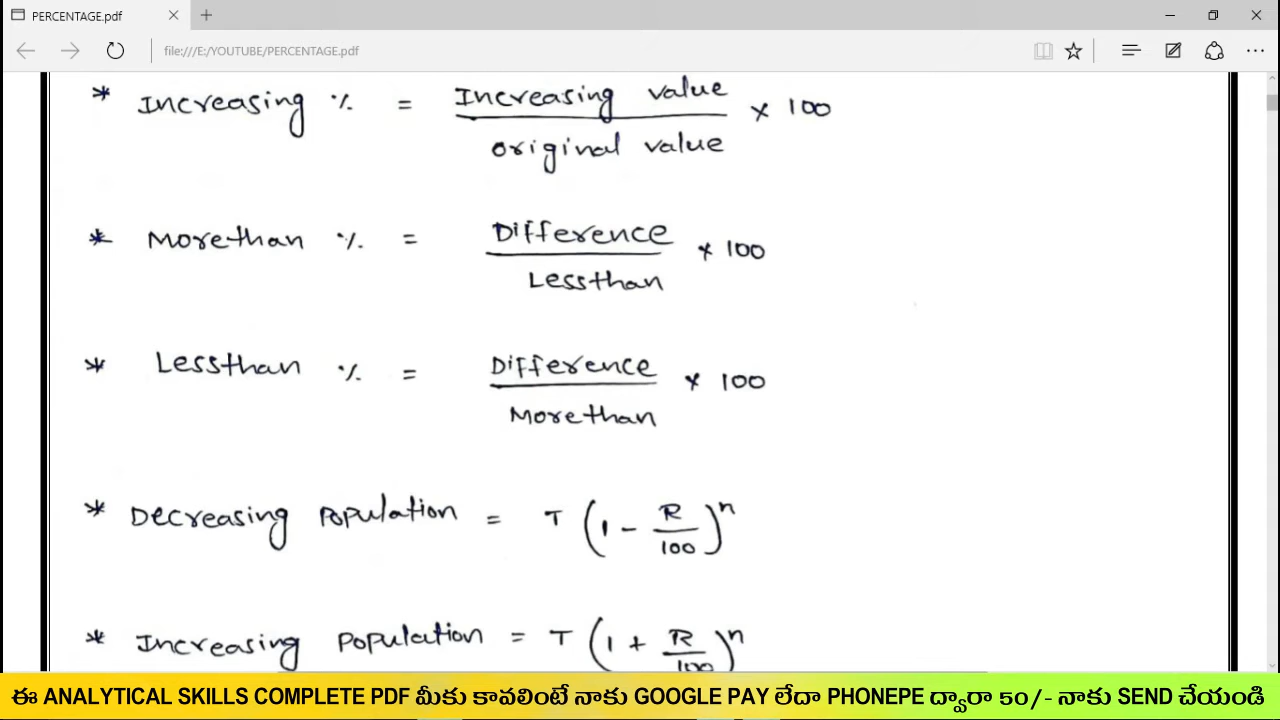 PERCENTAGE.pdf
file:///E:/YOUTUBE/PERCENTAGE.pdf
* Increasing % = Increasing value / original value × 100
* Morethan % = Difference / Lessthan × 100
* Lessthan % = Difference / Morethan × 100
* Decreasing population = T (1 - R/100)^n
* Increasing population = T (1 + R/100)^n
ఈ ANALYTICAL SKILLS COMPLETE PDF మీకు కావలింటే నాకు GOOGLE PAY లేదా PHONEPE ద్వారా 50/- నాకు SEND చేయండి